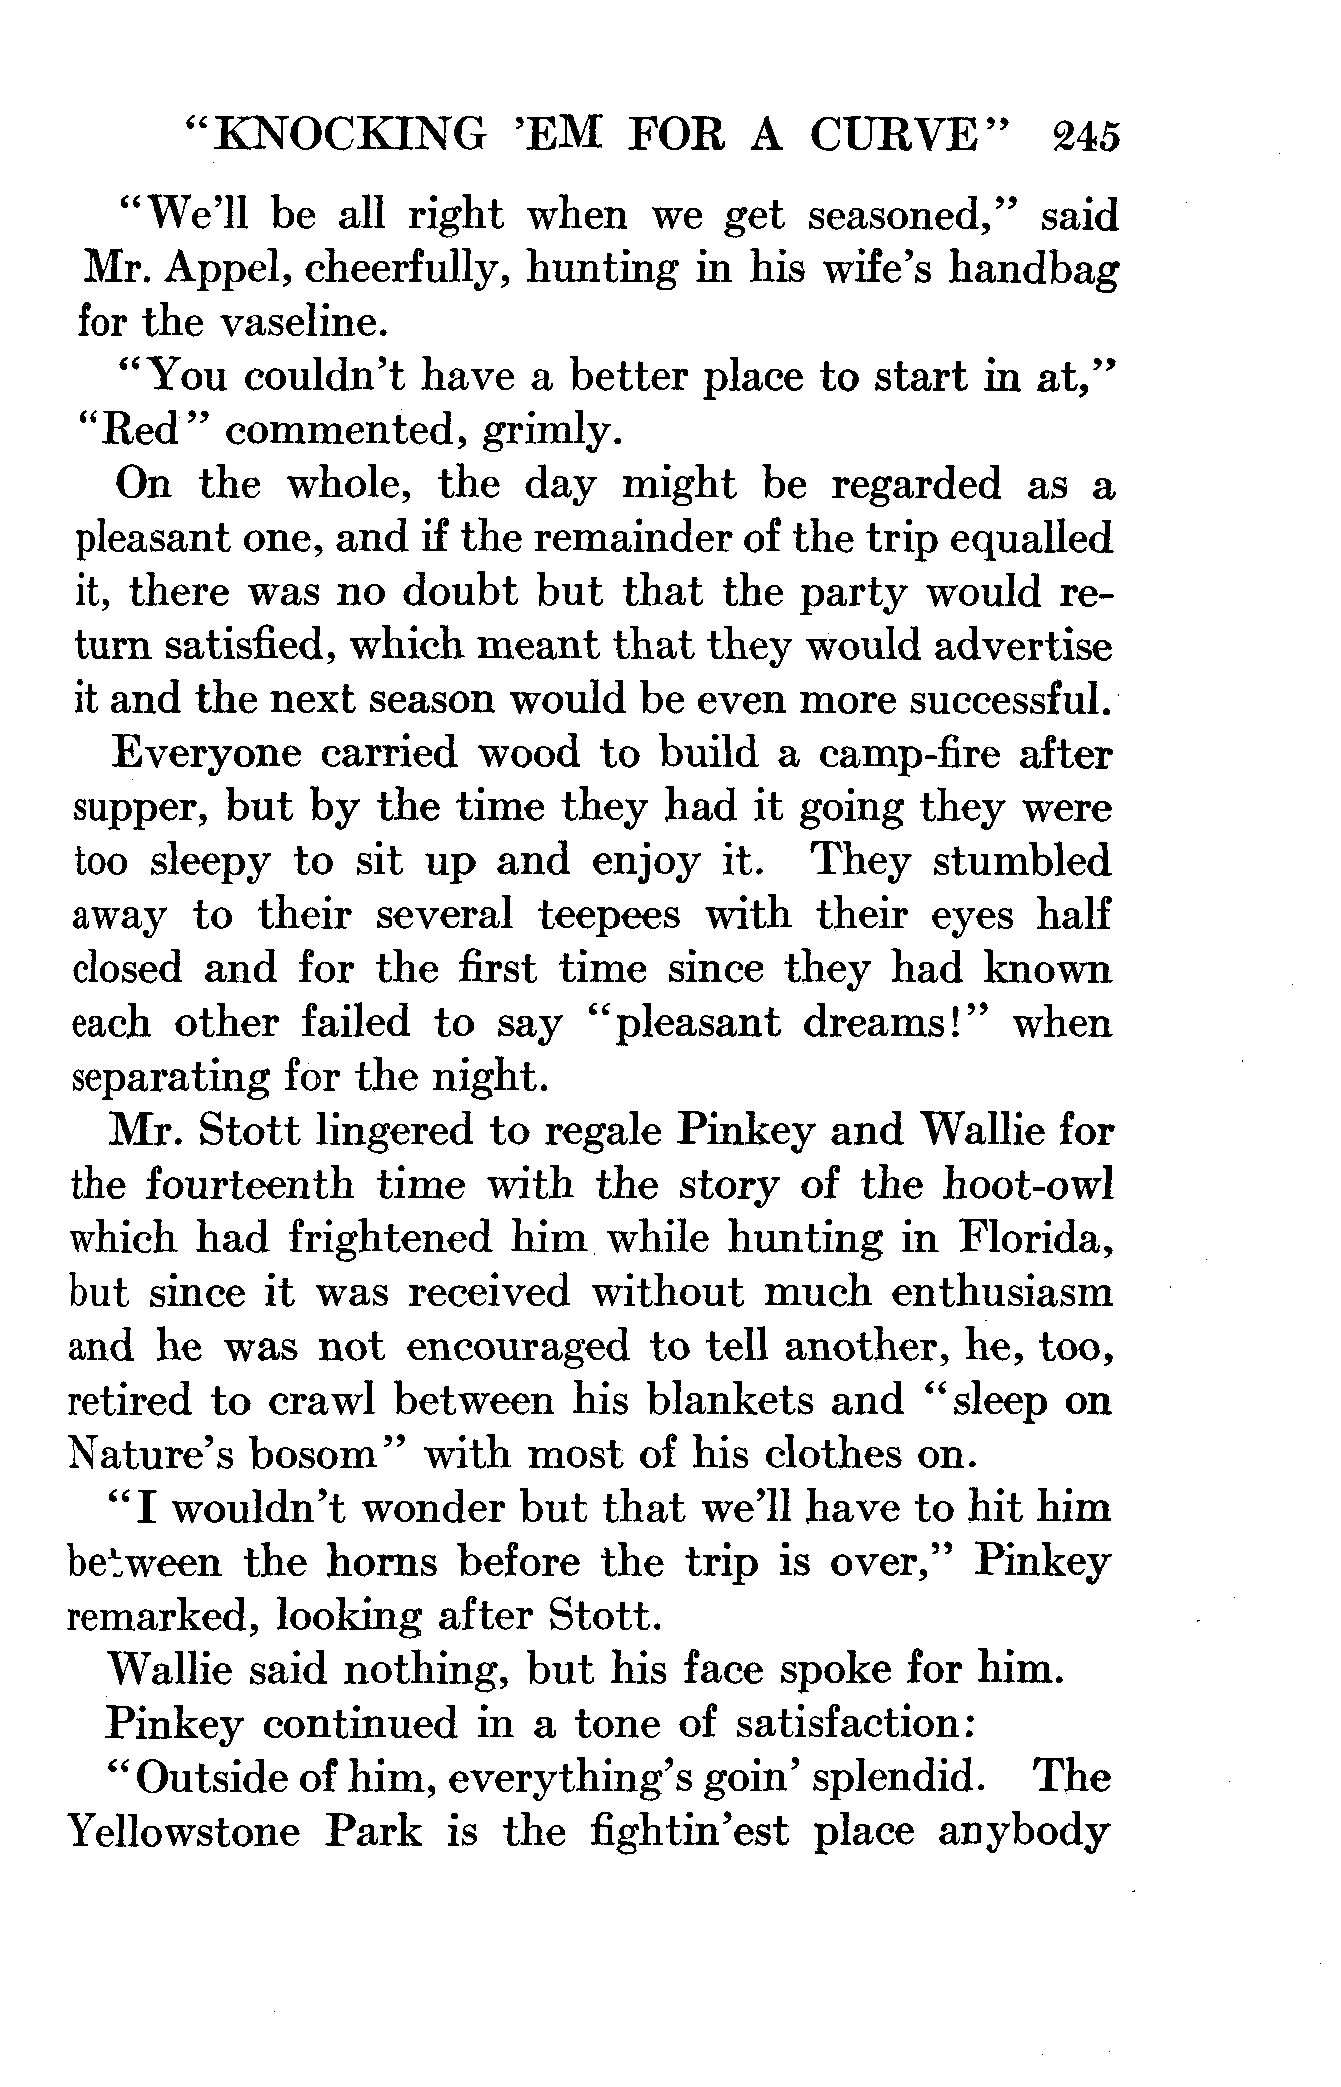 “KNOCKING ’EM FOR A CURVE” 245
“We’ll be all right when we get seasoned,” said
Mr. Appel, cheerfully, hunting in his wife’s handbag
for the vaseline.
“You couldn’t have a better place to start in at,”
“Red” commented, grimly.
On the whole, the day might be regarded as a
pleasant one, and if the remainder of the trip equalled
it, there was no doubt but that the party would re-
turn satisfied, which meant that they would advertise
it and the next season would be even more successful.
Everyone carried wood to build a camp-fire after
supper, but by the time they had it going they were
too sleepy to sit up and enjoy it. They stumbled
away to their several teepees with their eyes half
closed and for the first time since they had known
each other failed to say “pleasant dreams!” when
separating for the night.
Mr. Stott lingered to regale Pinkey and Wallie for
the fourteenth time with the story of the hoot-owl
which had frightened him while hunting in Florida,
but since it was received without much enthusiasm
and he was not encouraged to tell another, he, too,
retired to crawl between his blankets and “sleep on
Nature’s bosom” with most of his clothes on.
“I wouldn’t wonder but that we’ll have to hit him
between the horns before the trip is over,” Pinkey
remarked, looking after Stott.
Wallie said nothing, but his face spoke for him.
Pinkey continued in a tone of satisfaction:
“Outside of him, everything’s goin’ splendid. The
Yellowstone Park is the fightin’est place anybody